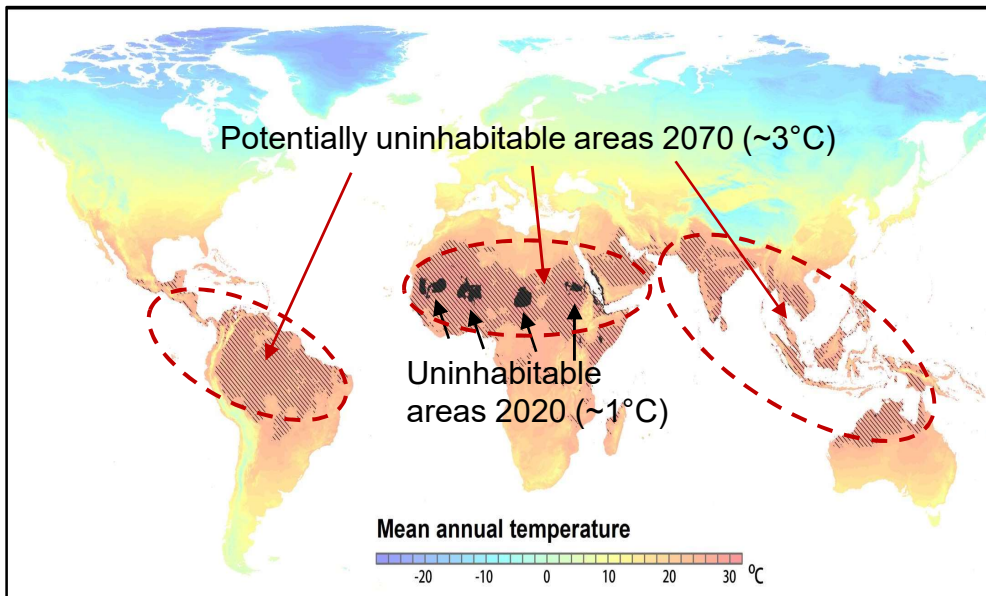 Potentially uninhabitable areas 2070 (~3°C)
Uninhabitable
areas 2020 (~1°C)
Mean annual temperature
-20 -10 0 10 20 30 °C